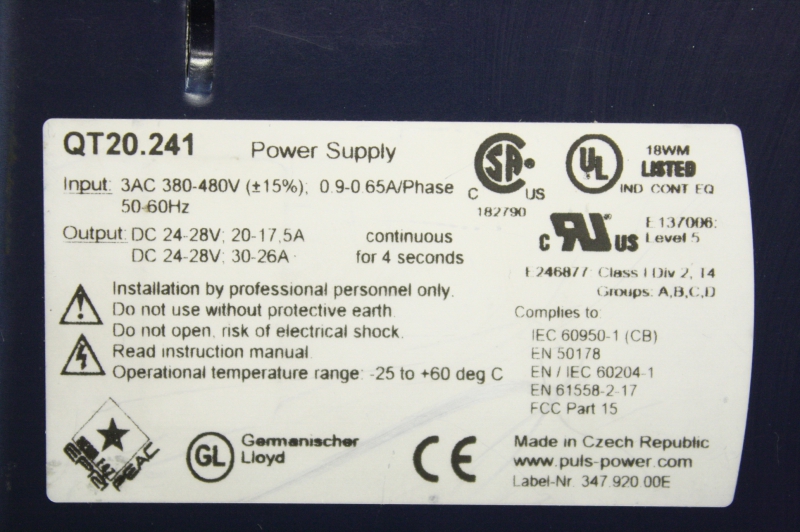 QT20.241 Power Supply
Input: 3AC 380-480V (±15%); 0.9-0.65A/Phase
50-60Hz
Output: DC 24-28V; 20-17,5A continuous
DC 24-28V; 30-26A for 4 seconds
Installation by professional personnel only.
Do not use without protective earth.
Do not open, risk of electrical shock.
Read instruction manual.
Operational temperature range: -25 to +60 deg C
GL Germanischer
Lloyd
CE
SA
C US
182790
UL
18WM
LISTED
IND CONT EQ
c RU US
E137006;
Level 5
E246877: Class I Div 2, T4
Groups: A,B,C,D
Complies to:
IEC 60950-1 (CB)
EN 50178
EN / IEC 60204-1
EN 61558-2-17
FCC Part 15
Made in Czech Republic
www.puls-power.com
Label-Nr. 347.920.00E